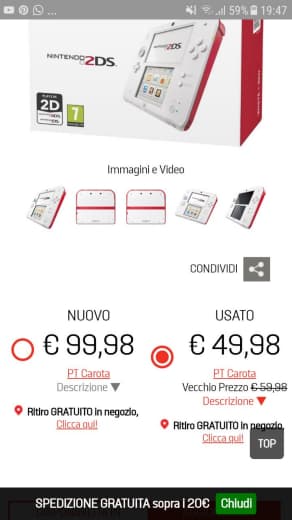 ... 59% 19:47
NINTENDO 2DS
2D
7
Immagini e Video
CONDIVIDI
NUOVO
€ 99,98
PT Carota
Descrizione ▼
Ritiro GRATUITO in negozio,
Clicca qui!
USATO
€ 49,98
PT Carota
Vecchio Prezzo € 59,98
Descrizione ▼
Ritiro GRATUITO in negozio,
Clicca qui!
TOP
SPEDIZIONE GRATUITA sopra i 20€ Chiudi